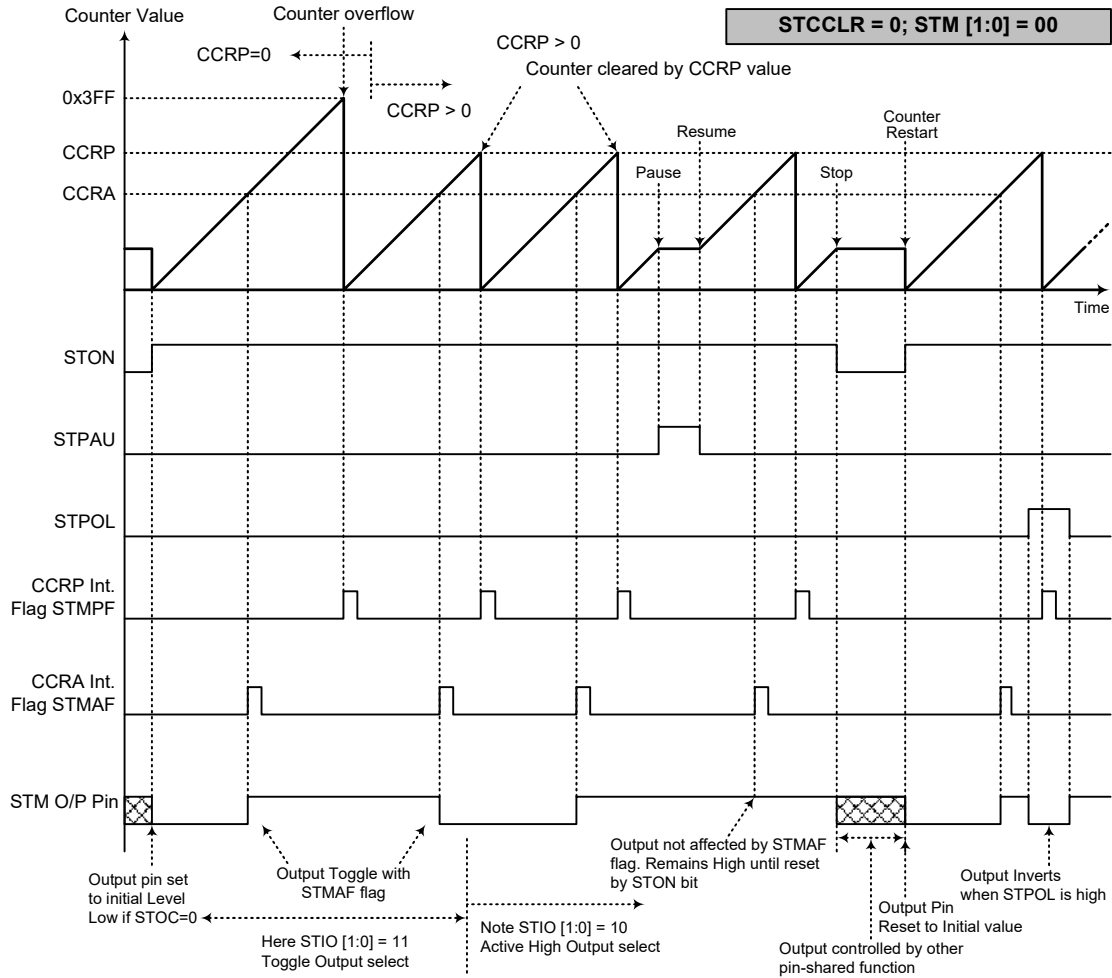 Counter Value
Counter overflow
STCCLR = 0; STM [1:0] = 00
CCRP=0
CCRP > 0
CCRP > 0
Counter cleared by CCRP value
0x3FF
CCRP
CCRA
Pause
Resume
Stop
Counter
Restart
Time
STON
STPAU
STPOL
CCRP Int.
Flag STMPF
CCRA Int.
Flag STMAF
STM O/P Pin
Output pin set
to initial Level
Low if STOC=0
Output Toggle with
STMAF flag
Output not affected by STMAF
flag. Remains High until reset
by STON bit
Output Inverts
when STPOL is high
Here STIO [1:0] = 11
Toggle Output select
Note STIO [1:0] = 10
Active High Output select
Output Pin
Reset to Initial value
Output controlled by other
pin-shared function